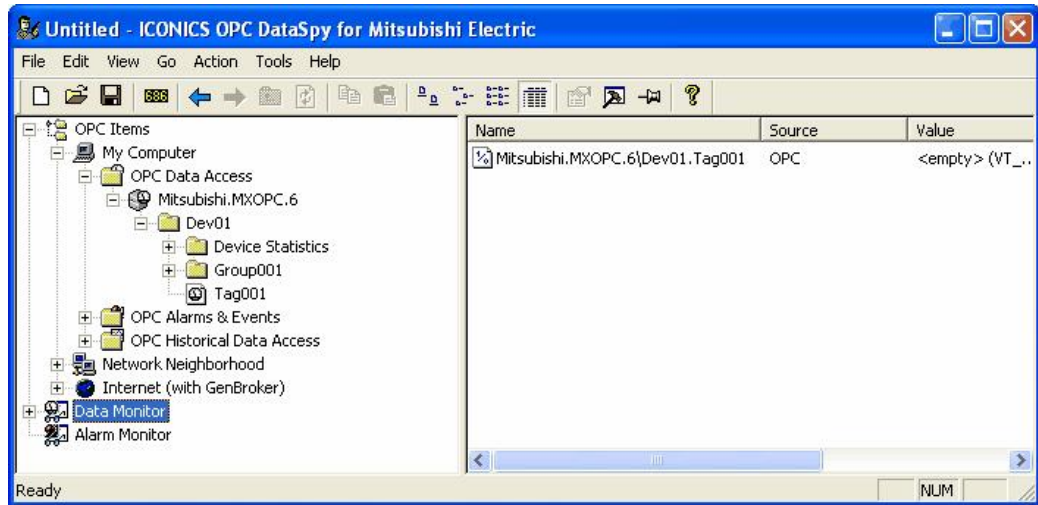 Untitled - ICONICS OPC DataSpy for Mitsubishi Electric
File Edit View Go Action Tools Help
OPC Items
My Computer
OPC Data Access
Mitsubishi.MXOPC.6
Dev01
Device Statistics
Group001
Tag001
OPC Alarms & Events
OPC Historical Data Access
Network Neighborhood
Internet (with GenBroker)
Data Monitor
Alarm Monitor
Name Source Value
Mitsubishi.MXOPC.6\Dev01.Tag001 OPC <empty> (VT_...
Ready NUM